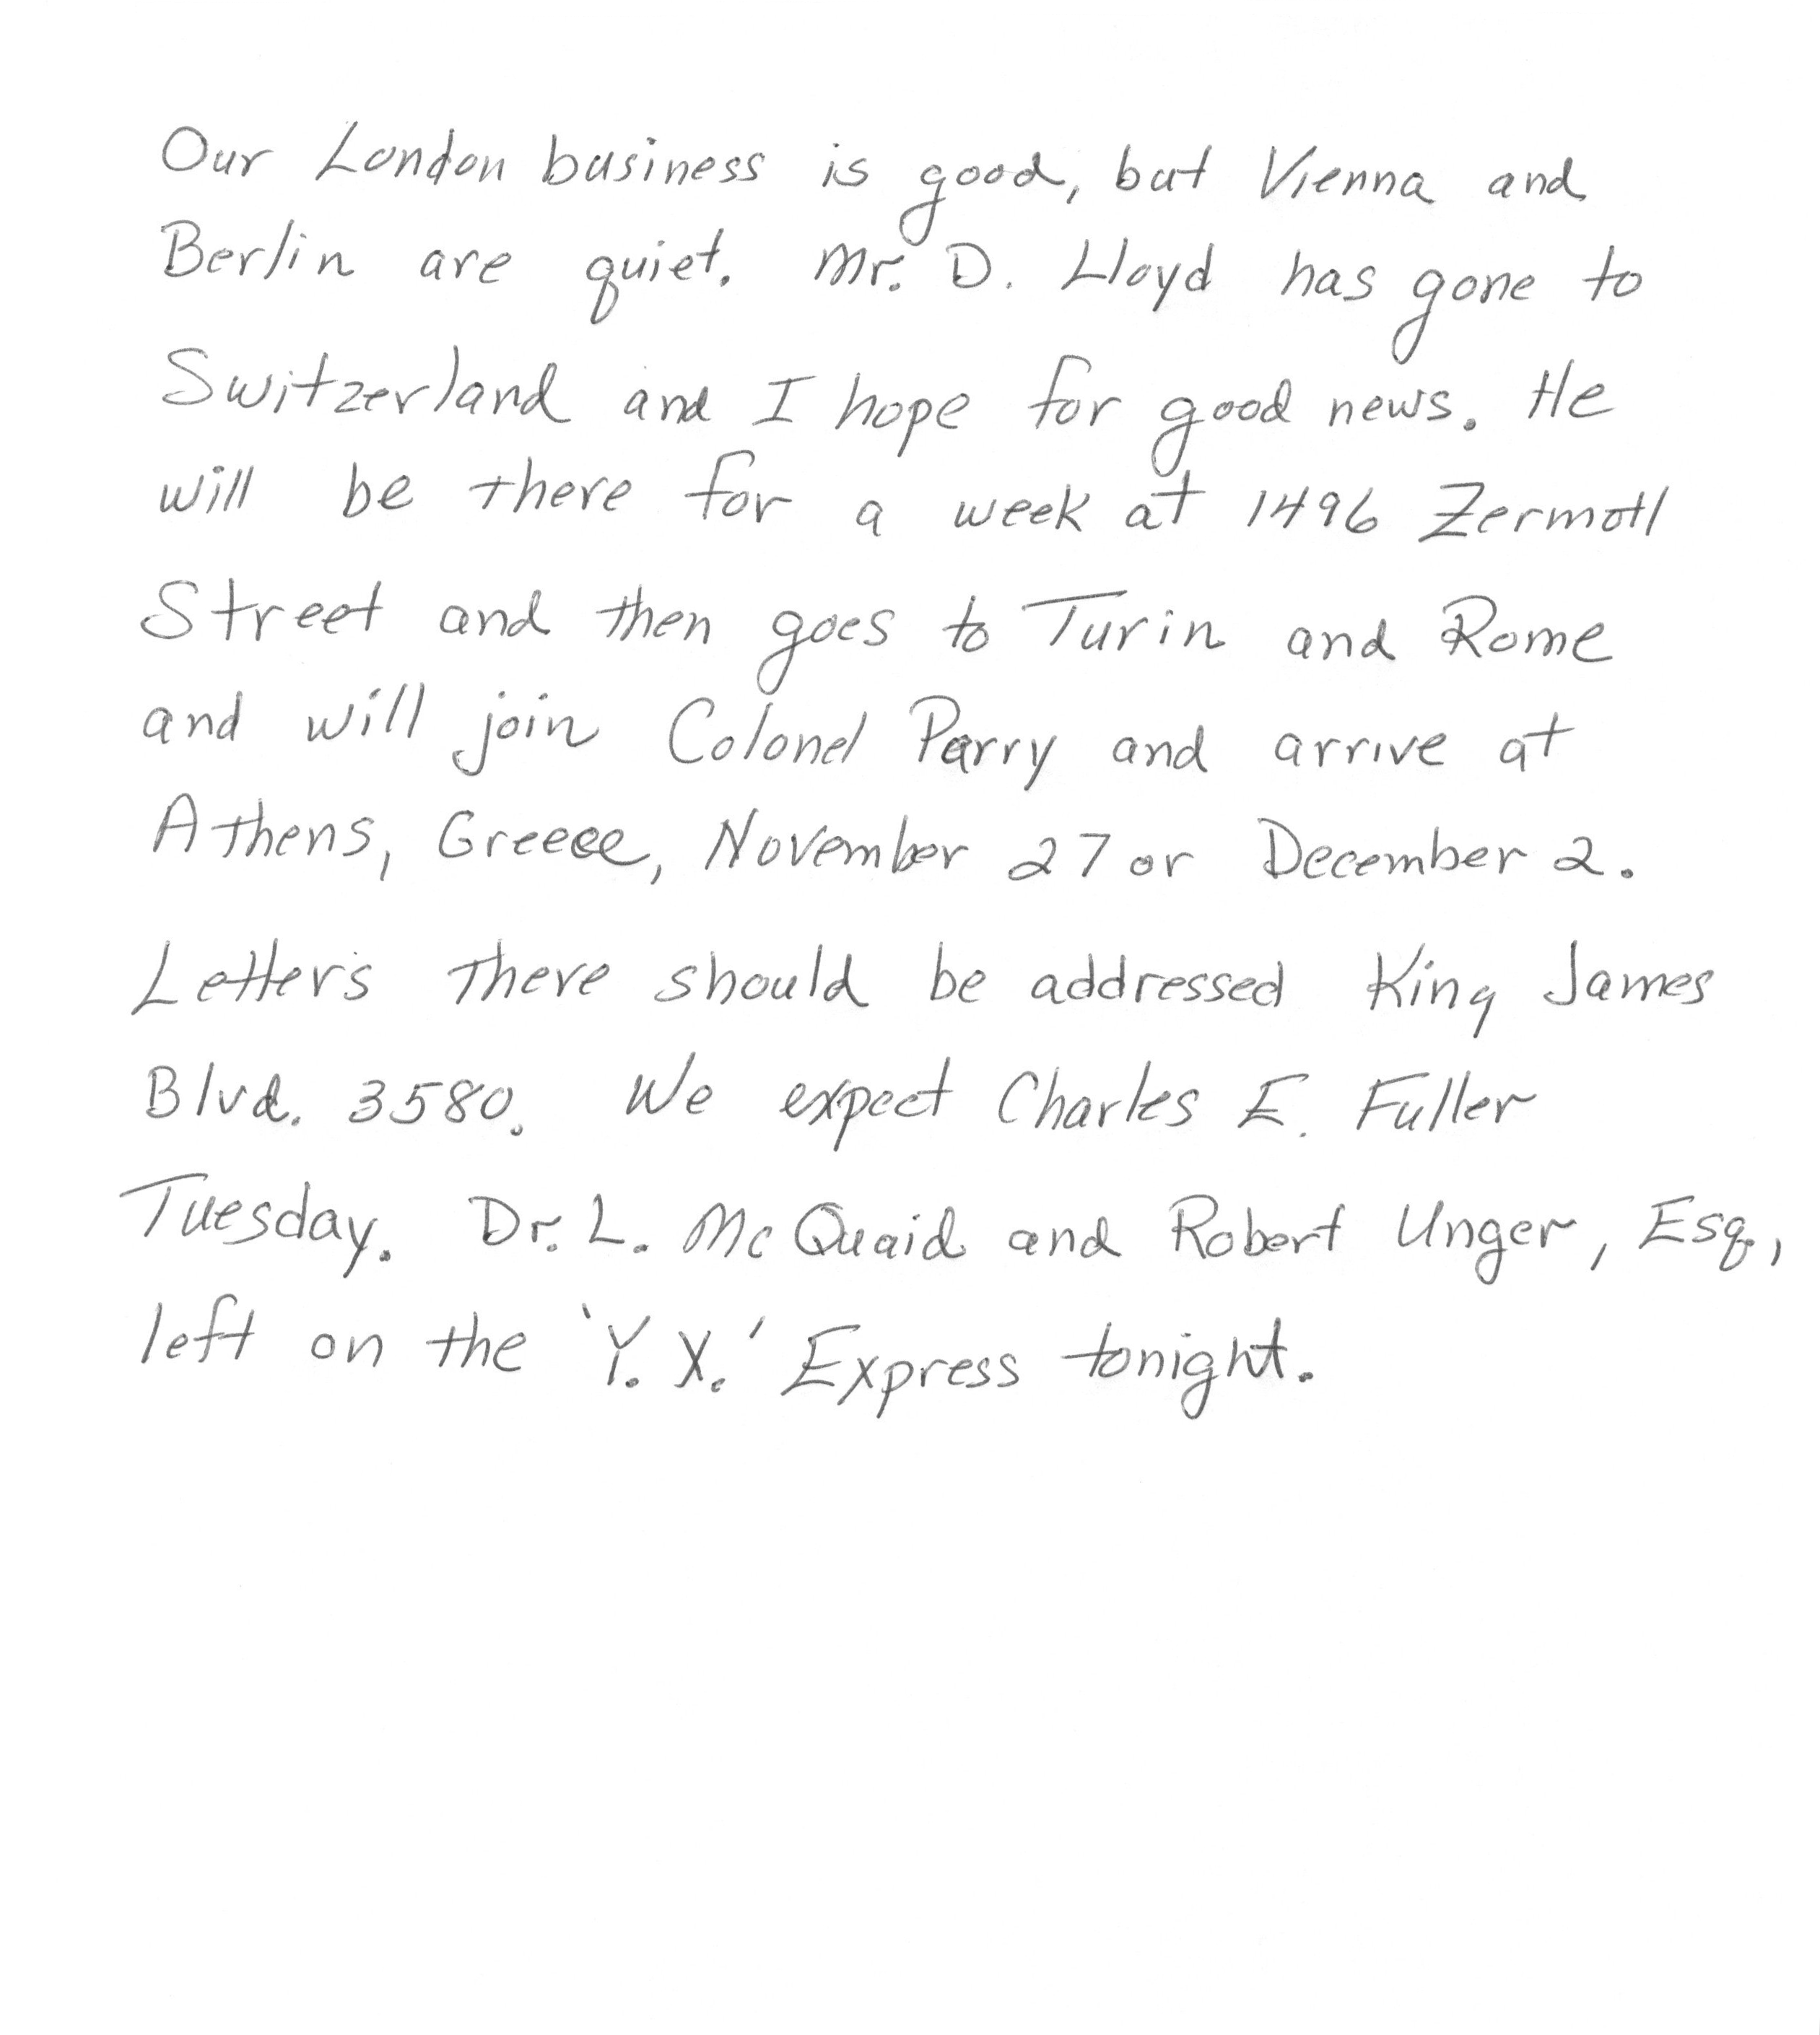 Our London business is good, but Vienna and
Berlin are quiet. Mr. D. Lloyd has gone to
Switzerland and I hope for good news. He
will be there for a week at 1496 Zermott
Street and then goes to Turin and Rome
and will join Colonel Parry and arrive at
Athens, Greece, November 27 or December 2.
Letters there should be addressed King James
Blvd. 3580. We expect Charles E. Fuller
Tuesday. Dr. L. McQuaid and Robert Unger, Esq.,
left on the 'Y. X.' Express tonight.